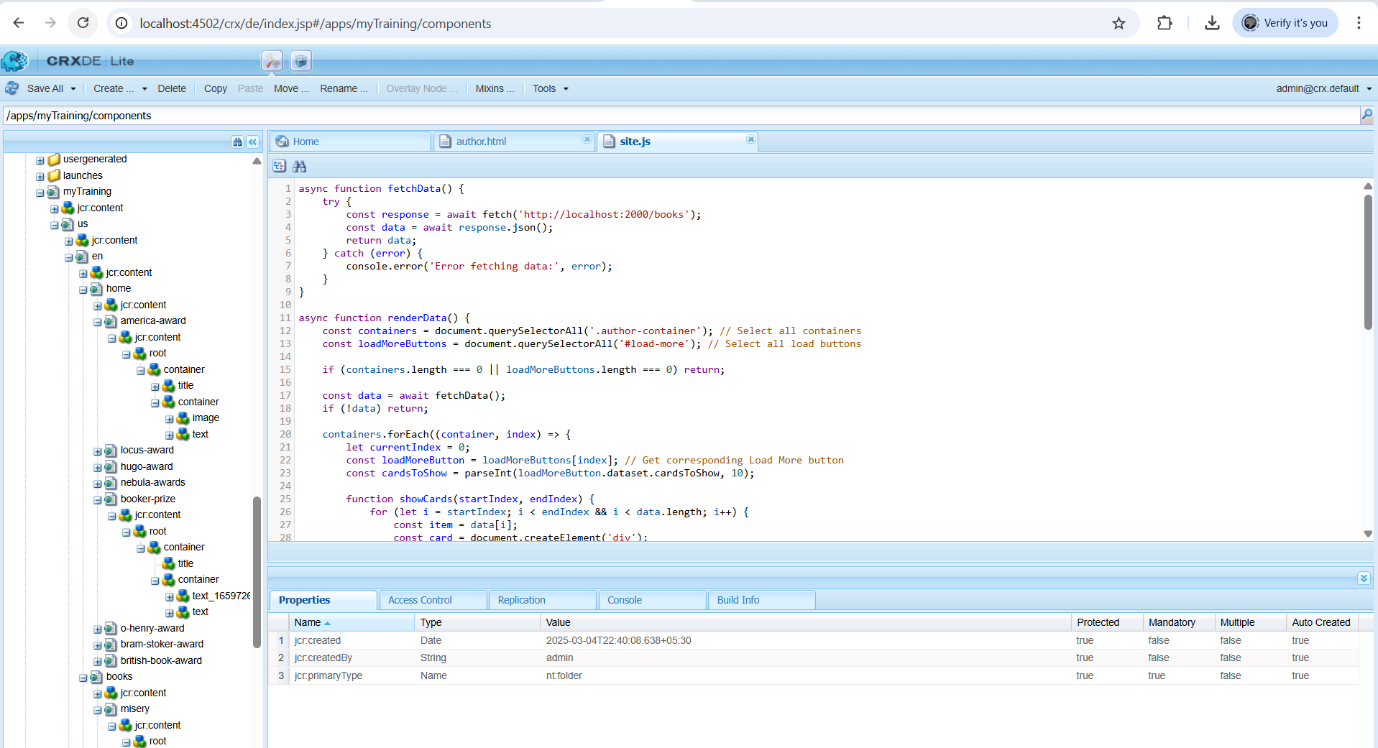 localhost:4502/crx/de/index.jsp#/apps/myTraining/components
Verify it's you
CRXDE | Lite
Save All Create ... Delete Copy Paste Move ... Rename ... Overlay Node ... Mixins ... Tools admin@crx.default
/apps/myTraining/components
usergenerated
launches
myTraining
jcr:content
us
jcr:content
en
jcr:content
home
jcr:content
america-award
jcr:content
root
container
title
container
image
text
locus-award
hugo-award
nebula-awards
booker-prize
jcr:content
root
container
title
container
text_1659726
text
o-henry-award
bram-stoker-award
british-book-award
books
jcr:content
misery
jcr:content
root
Home author.html site.js
1 async function fetchData() {
2 try {
3 const response = await fetch('http://localhost:2000/books');
4 const data = await response.json();
5 return data;
6 } catch (error) {
7 console.error('Error fetching data:', error);
8 }
9 }
10
11 async function renderData() {
12 const containers = document.querySelectorAll('.author-container'); // Select all containers
13 const loadMoreButtons = document.querySelectorAll('#load-more'); // Select all load buttons
14
15 if (containers.length === 0 || loadMoreButtons.length === 0) return;
16
17 const data = await fetchData();
18 if (!data) return;
19
20 containers.forEach((container, index) => {
21 let currentIndex = 0;
22 const loadMoreButton = loadMoreButtons[index]; // Get corresponding Load More button
23 const cardsToShow = parseInt(loadMoreButton.dataset.cardsToShow, 10);
24
25 function showCards(startIndex, endIndex) {
26 for (let i = startIndex; i < endIndex && i < data.length; i++) {
27 const item = data[i];
28 const card = document.createElement('div');
Properties Access Control Replication Console Build Info
Name Type Value Protected Mandatory Multiple Auto Created
1 jcr:created Date 2025-03-04T22:40:08.638+05:30 true false false true
2 jcr:createdBy String admin true false false true
3 jcr:primaryType Name nt:folder true true false true